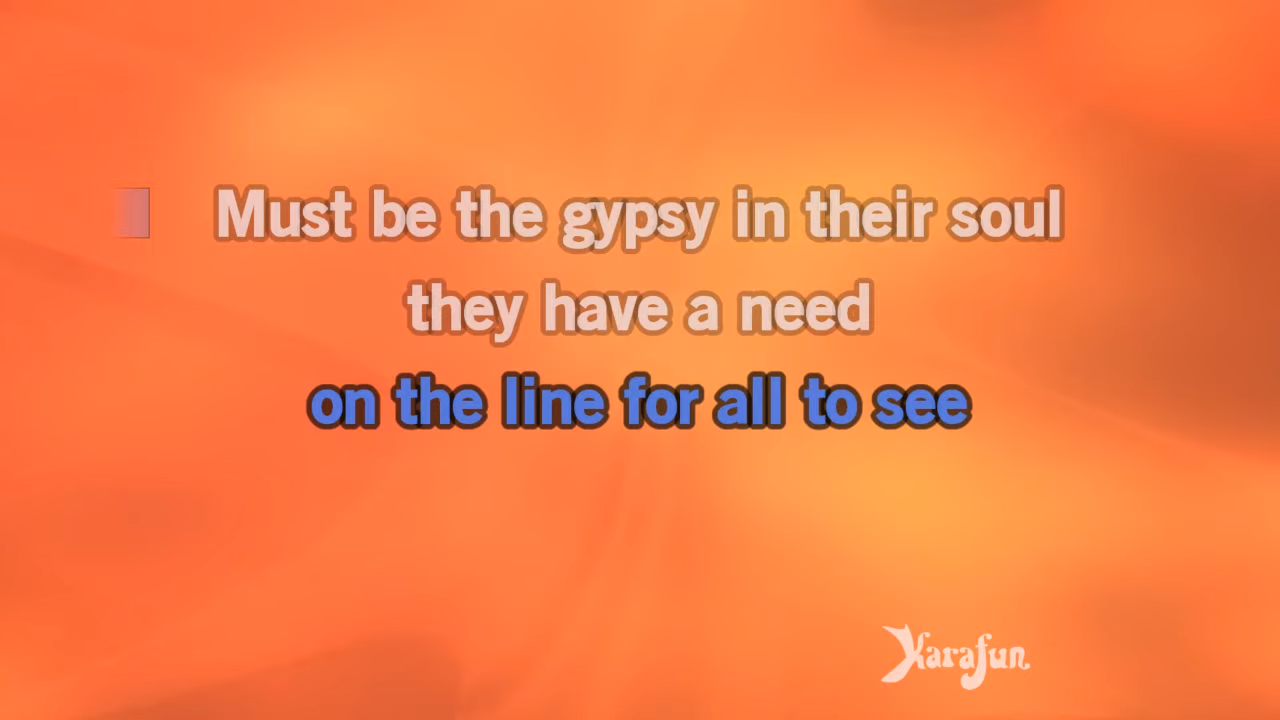 Must be the gypsy in their soul
they have a need
on the line for all to see
Karafun